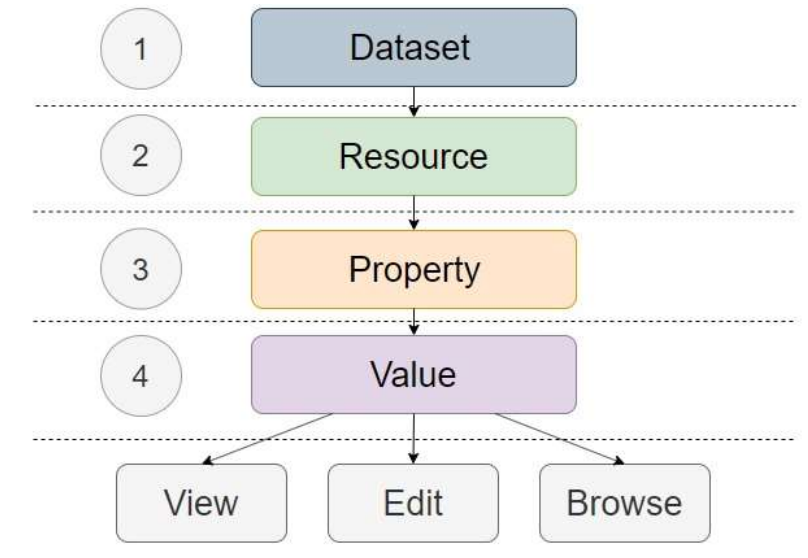 1 Dataset
2 Resource
3 Property
4 Value
View Edit Browse